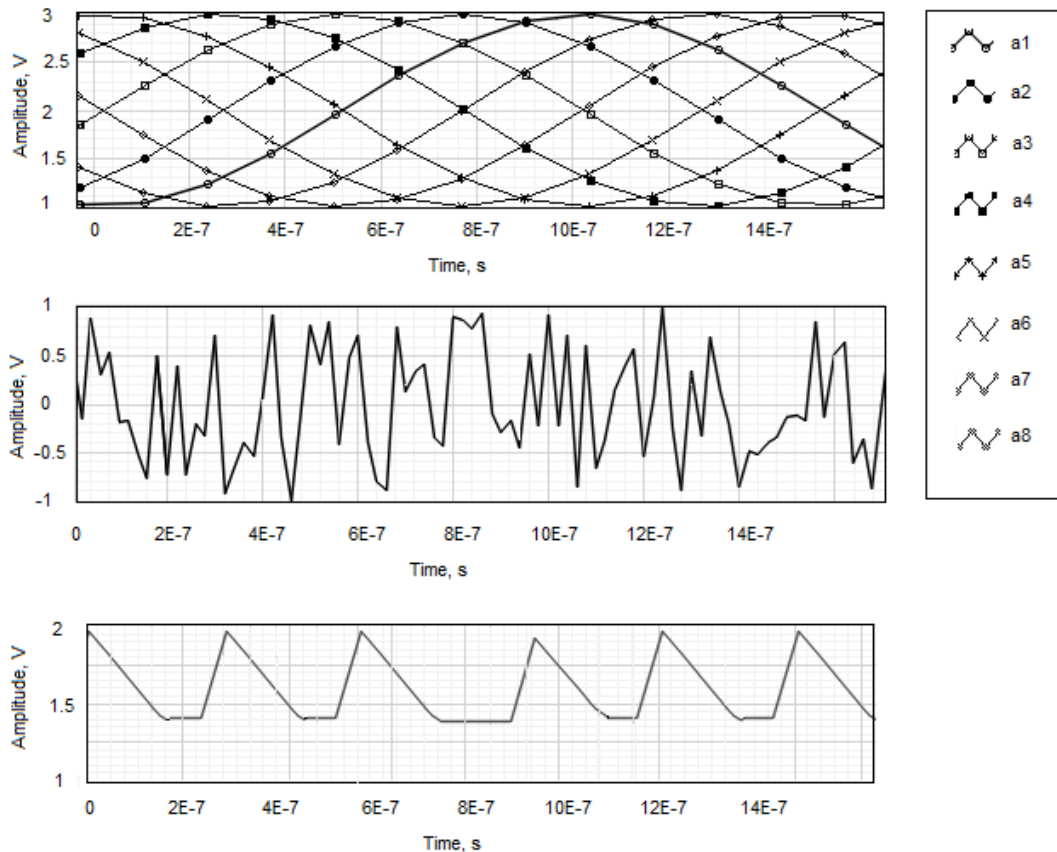 Amplitude, V
3
2.5
2
1.5
1
0 2E-7 4E-7 6E-7 8E-7 10E-7 12E-7 14E-7
Time, s
a1
a2
a3
a4
a5
a6
a7
a8
Amplitude, V
1
0.5
0
-0.5
-1
0 2E-7 4E-7 6E-7 8E-7 10E-7 12E-7 14E-7
Time, s
Amplitude, V
2
1.5
1
0 2E-7 4E-7 6E-7 8E-7 10E-7 12E-7 14E-7
Time, s